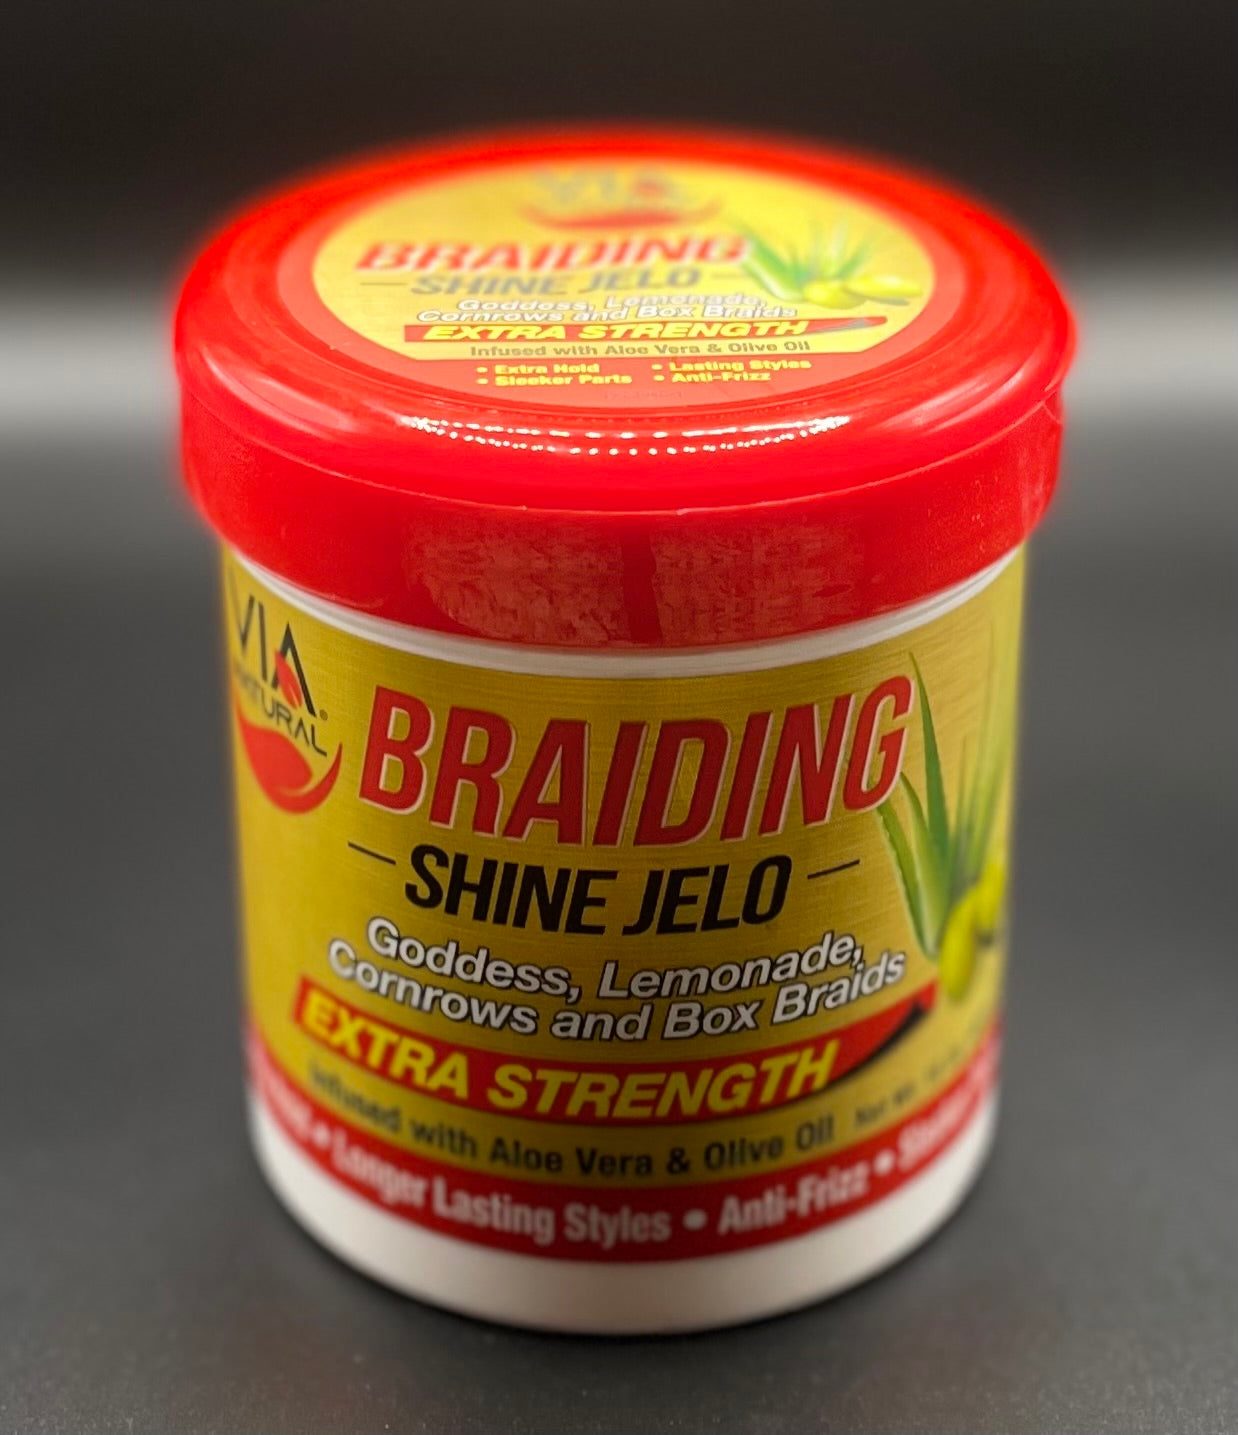 VIA
BRAIDING
SHINE JELO
Goddess, Lemonade,
Cornrows and Box Braids
EXTRA STRENGTH
Infused with Aloe Vera & Olive Oil
• Extra Hold • Lasting Styles
• Sleeker Parts • Anti-Frizz
VIA
NATURAL®
BRAIDING
— SHINE JELO —
Goddess, Lemonade,
Cornrows and Box Braids
EXTRA STRENGTH
Infused with Aloe Vera & Olive Oil Net
• Longer Lasting Styles • Anti-Frizz •